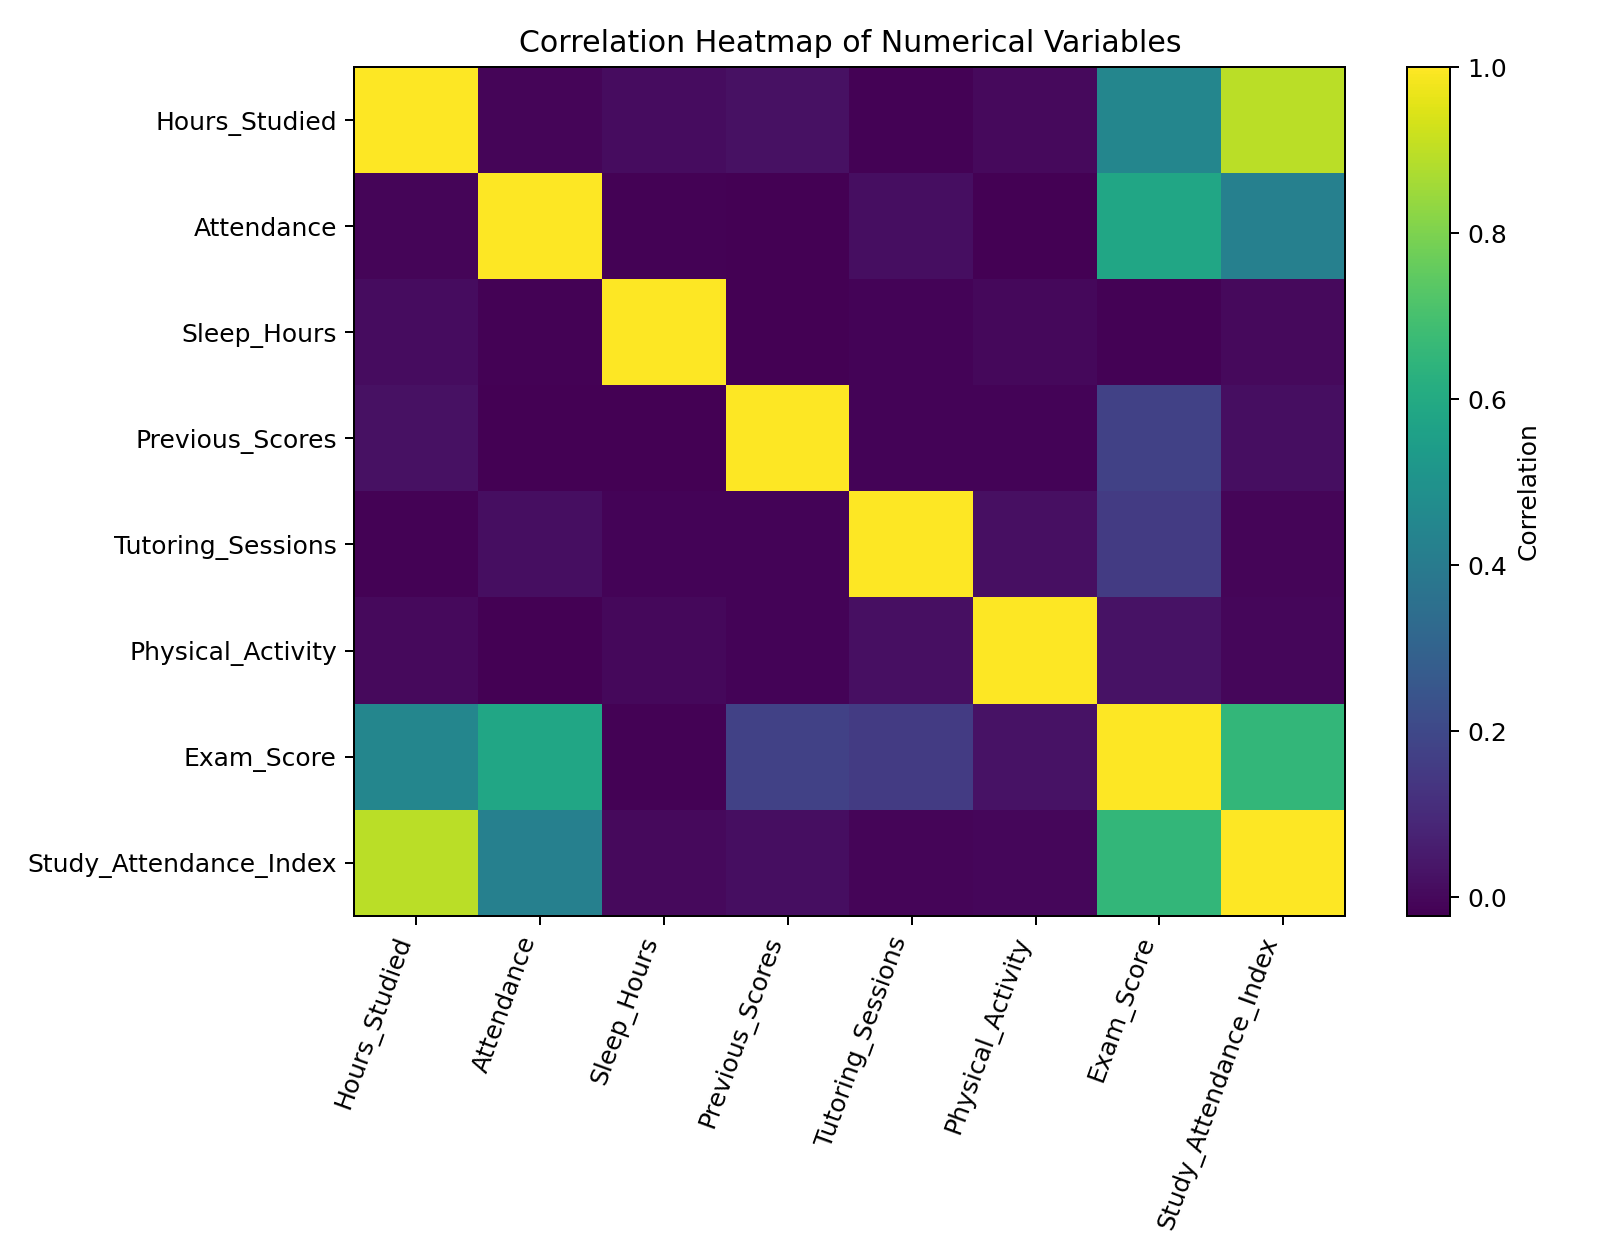 Correlation Heatmap of Numerical Variables
Hours_Studied
Attendance
Sleep_Hours
Previous_Scores
Tutoring_Sessions
Physical_Activity
Exam_Score
Study_Attendance_Index
Hours_Studied
Attendance
Sleep_Hours
Previous_Scores
Tutoring_Sessions
Physical_Activity
Exam_Score
Study_Attendance_Index
1.0
0.8
0.6
0.4
0.2
0.0
Correlation